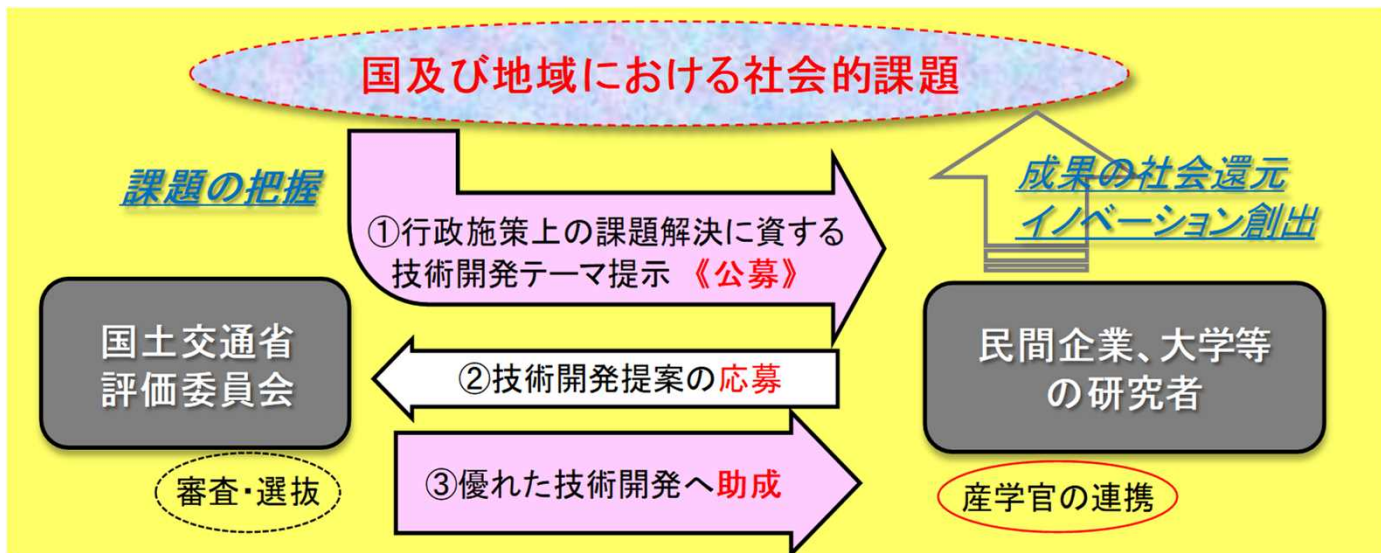 国及び地域における社会的課題
課題の把握
①行政施策上の課題解決に資する
技術開発テーマ提示 《公募》
成果の社会還元
イノベーション創出
国土交通省
評価委員会
②技術開発提案の応募
民間企業、大学等
の研究者
審査・選抜
③優れた技術開発へ助成
産学官の連携